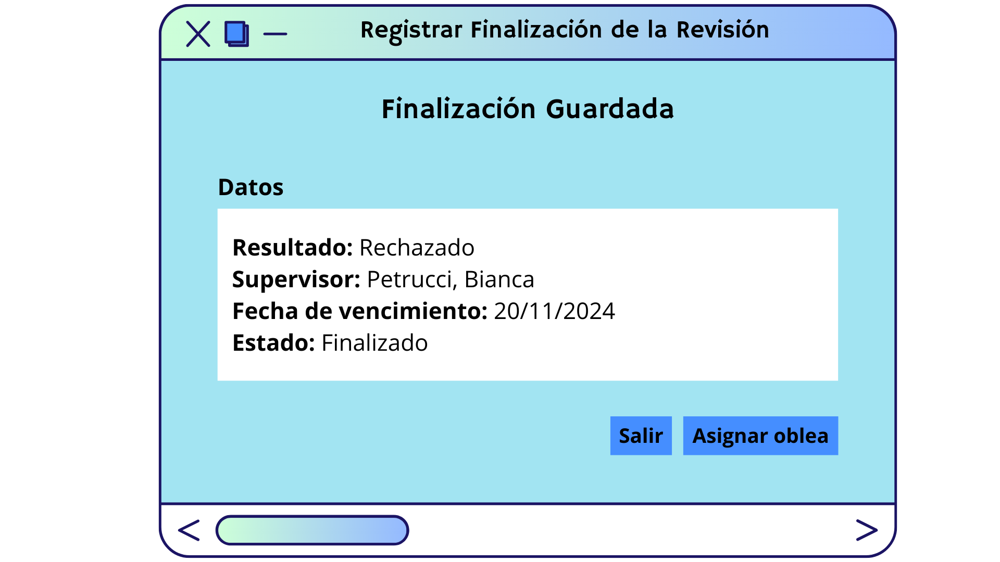 Registrar Finalización de la Revisión
Finalización Guardada
Datos
Resultado: Rechazado
Supervisor: Petrucci, Bianca
Fecha de vencimiento: 20/11/2024
Estado: Finalizado
Salir
Asignar oblea